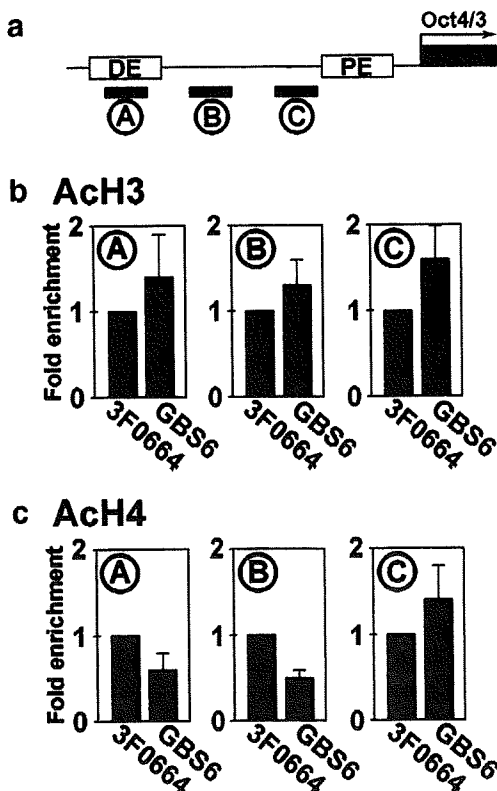 a
Oct4/3
DE
PE
A
B
C
b AcH3
Fold enrichment
2
1
0
A
3F0664
GBS6
2
1
0
B
3F0664
GBS6
2
1
0
C
3F0664
GBS6
c AcH4
Fold enrichment
2
1
0
A
3F0664
GBS6
2
1
0
B
3F0664
GBS6
2
1
0
C
3F0664
GBS6